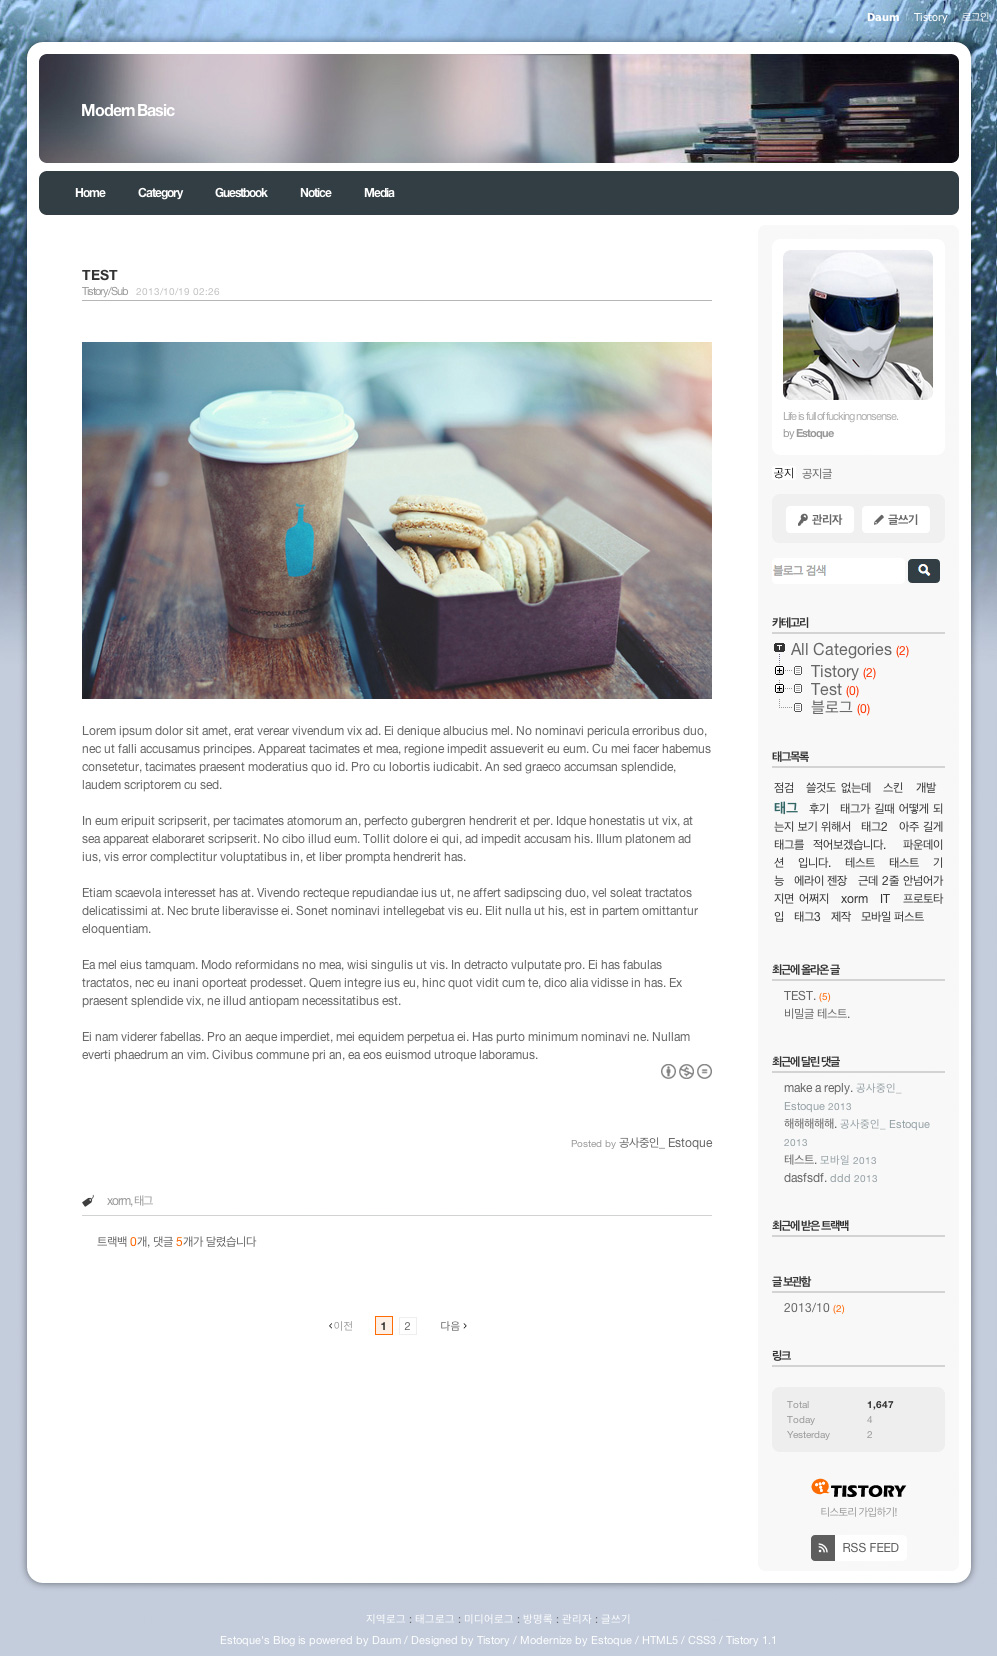 Daum | Tistory | 로그인
Modern Basic
Home Category Guestbook Notice Media
TEST
Tistory/Sub 2013/10/19 02:26
Lorem ipsum dolor sit amet, erat verear vivendum vix ad. Ei denique albucius mel. No nominavi pericula erroribus duo,
nec ut falli accusamus principes. Appareat tacimates et mea, regione impedit assueverit eu eum. Cu mei facer humanum
consetetur, tacimates praesent moderatius quo id. Pro cu lobortis iudicabit. An sed graeco accumsan splendide,
laudem scriptorem cu sed.
In eum eripuit scripserit, per tacimates atomorum an, perfecto gubergren hendrerit et per. Idque honestatis ut vix, at
sea appareat elaboraret scripserit. No cibo illud eum. Tollit dolore ei qui, ad impedit accusam his. Illum platonem ad
ius, vis error complectitur voluptatibus in, et liber prompta hendrerit has.
Etiam scaevola interesset has at. Vivendo recteque repudiandae ius ut, ne affert sadipscing duo, vel soleat tractatos
delicatissimi at. Nec brute liberavisse ei. Sonet nominavi intellegebat vis eu. Elit nulla ut his, est in partem omittantur
eloquentiam.
Ea mel eius tamquam. Modo reformidans no mea, wisi singulis ut vis. In detracto vulputate pro. Ei has fabulas
tractatos, nec eu inani oporteat prodesset. Quem integre ius eu, hinc quot vidit cum te, dico alia vidisse in has. Ex
praesent splendide vix, ne illud antiopam necessitatibus est.
Ei nam viderer fabellas. Pro an aeque imperdiet, mei equidem perpetua ei. Has purto minimum nominavi ne. Nullam
everti phaedrum an vim. Civibus commune pri an, ea eos euismod utroque laboramus.
Posted by 공사중인_ Estoque
xorm, 태그
트랙백 0개, 댓글 5개가 달렸습니다
이전 1 2 다음
Life is full of fucking nonsense.
by Estoque
공지 공지글
관리자 글쓰기
블로그 검색
카테고리
All Categories (2)
Tistory (2)
Test (0)
블로그 (0)
태그목록
점검 쓸것도 없는데 스킨 개발
태그 후기 태그가 길때 어떻게 되
는지 보기 위해서 태그2 아주 길게
태그를 적어보겠습니다. 파운데이
션 입니다. 테스트 태스트 기
능 에라이 젠장 근데 2줄 안넘어가
지면 어쩌지 xorm IT 프로토타
입 태그3 제작 모바일 퍼스트
최근에 올라온 글
TEST. (5)
비밀글 테스트.
최근에 달린 댓글
make a reply. 공사중인_
Estoque 2013
해해해해해. 공사중인_ Estoque
2013
테스트. 모바일 2013
dasfsdf. ddd 2013
최근에 받은 트랙백
글 보관함
2013/10 (2)
링크
Total 1,647
Today 4
Yesterday 2
TISTORY
티스토리 가입하기!
RSS FEED
지역로그 : 태그로그 : 미디어로그 : 방명록 : 관리자 : 글쓰기
Estoque's Blog is powered by Daum / Designed by Tistory / Modernize by Estoque / HTML5 / CSS3 / Tistory 1.1